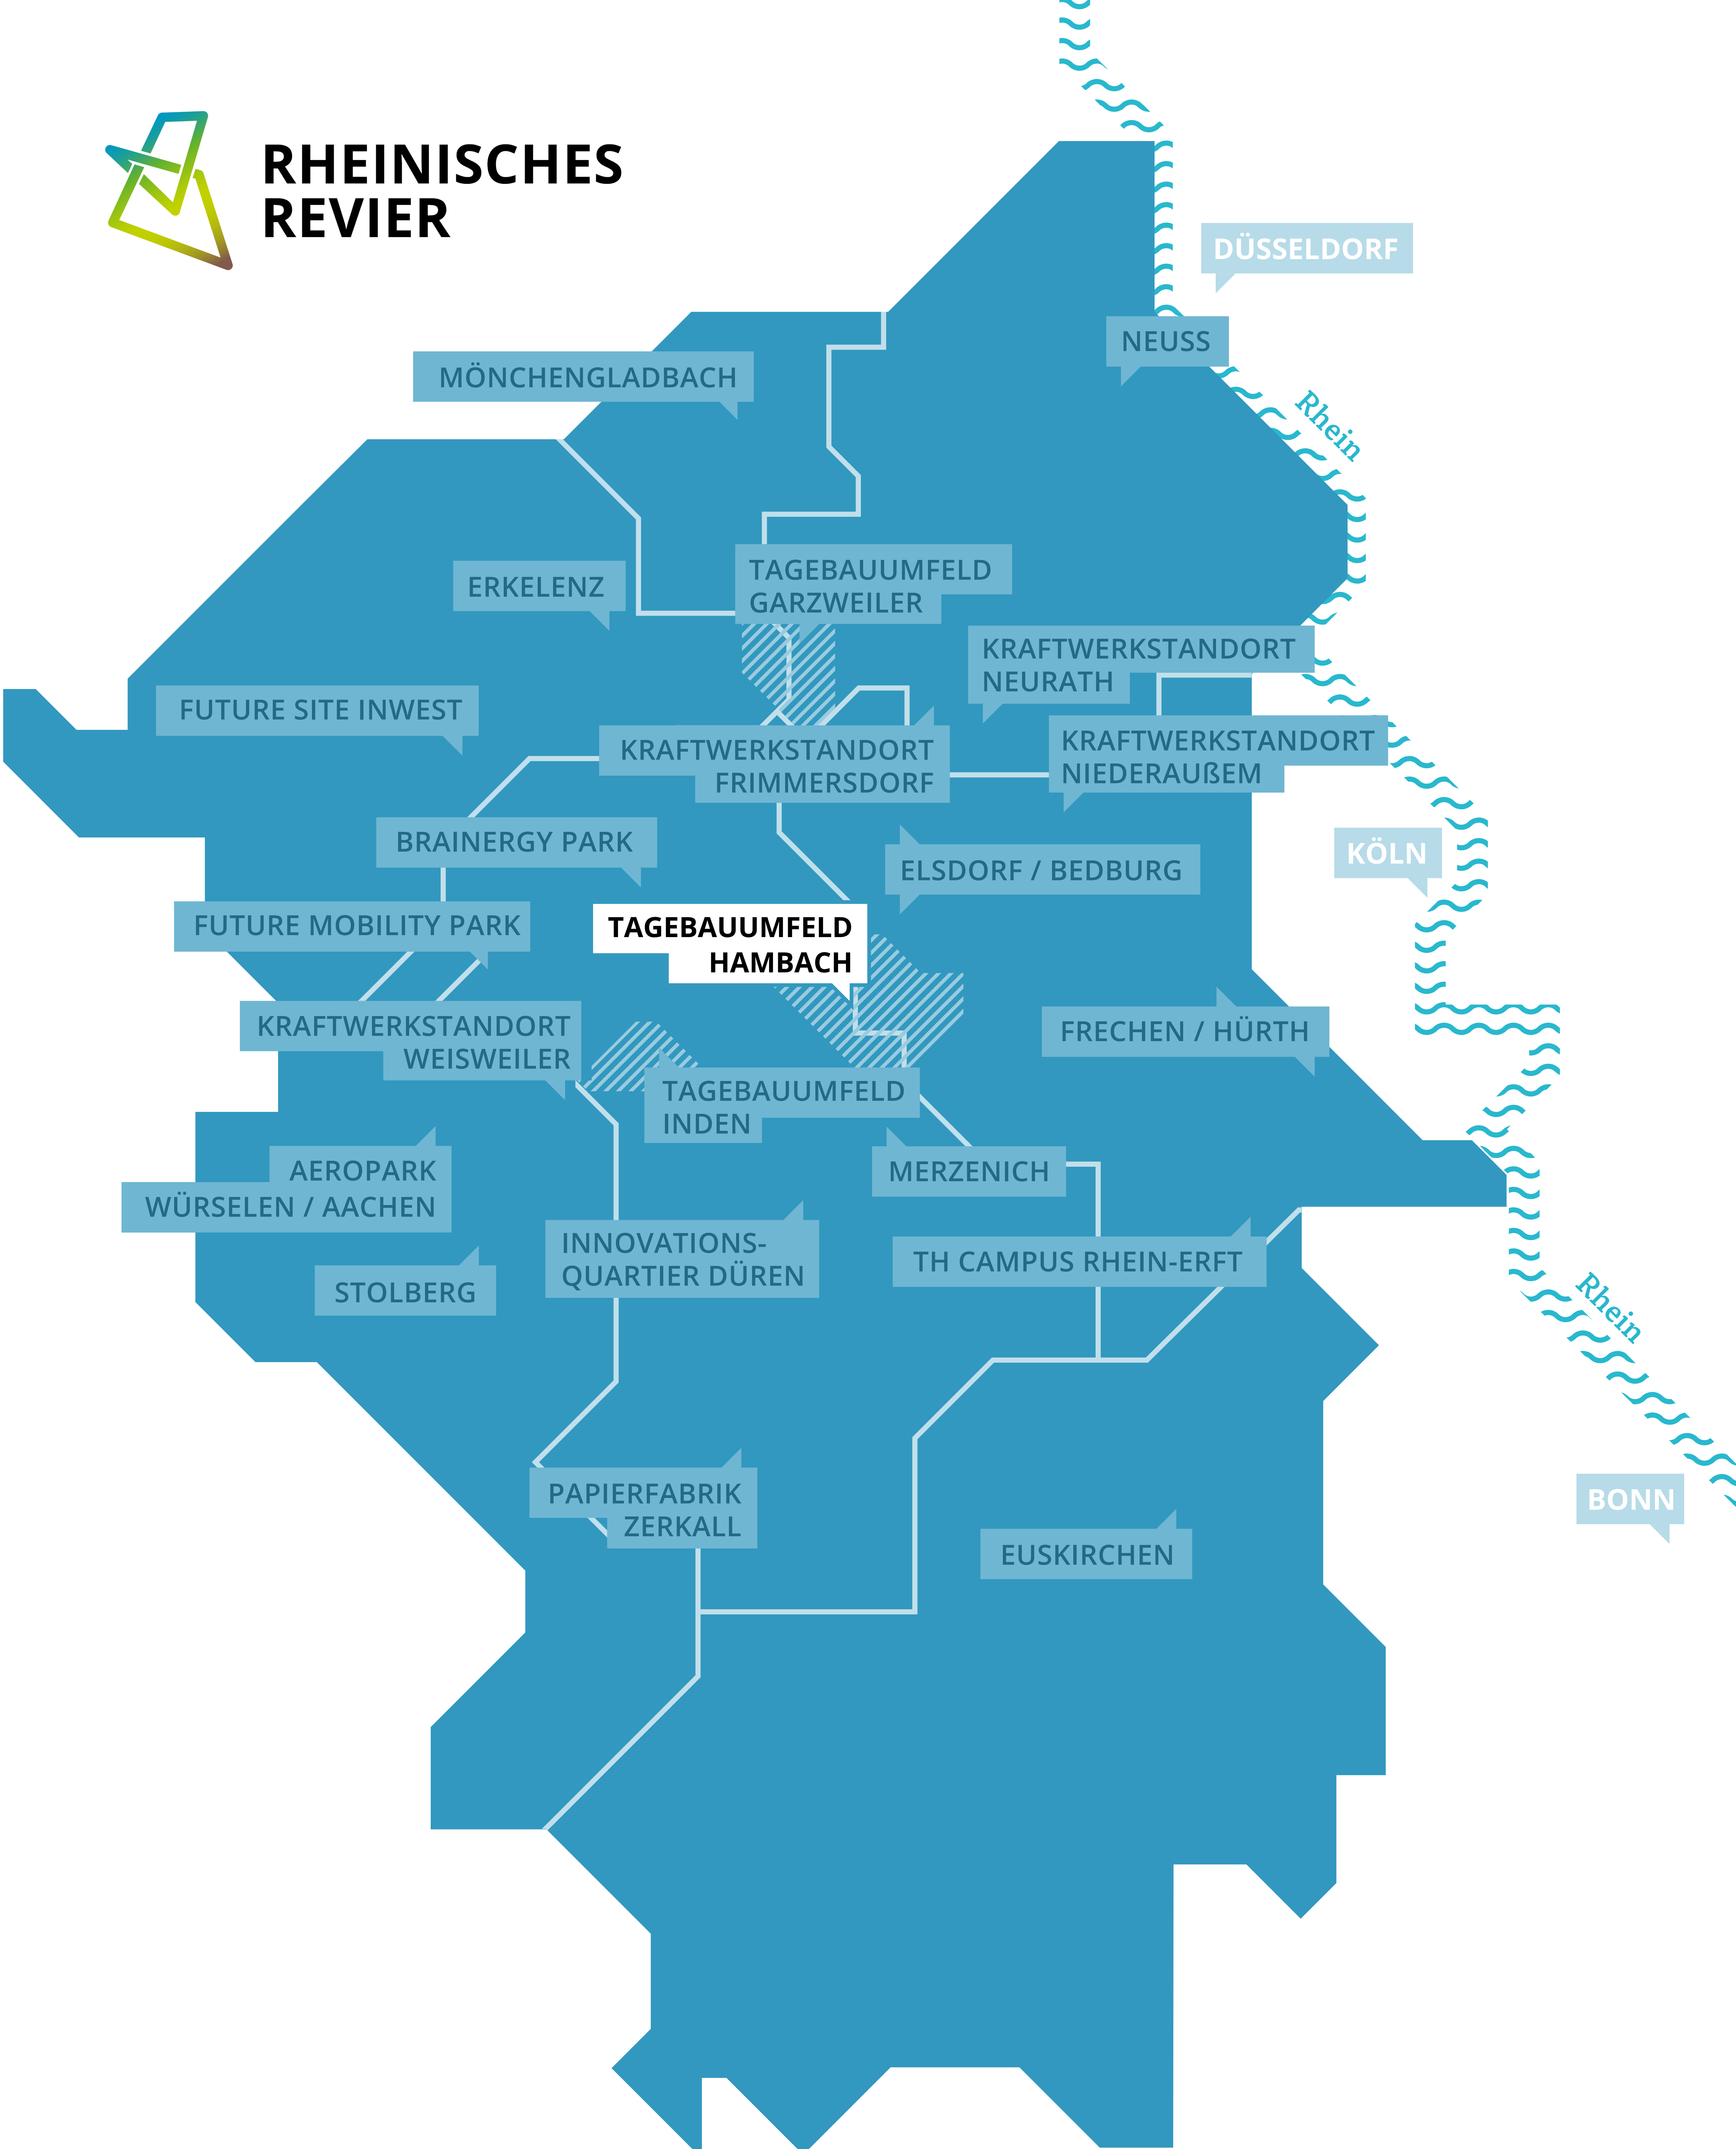 RHEINISCHES
REVIER
DÜSSELDORF
NEUSS
MÖNCHENGLADBACH
Rhein
ERKELENZ
TAGEBAUUMFELD
GARZWEILER
KRAFTWERKSTANDORT
NEURATH
FUTURE SITE INWEST
KRAFTWERKSTANDORT
FRIMMERSDORF
KRAFTWERKSTANDORT
NIEDERAUßEM
BRAINERGY PARK
KÖLN
ELSDORF / BEDBURG
FUTURE MOBILITY PARK
TAGEBAUUMFELD
HAMBACH
KRAFTWERKSTANDORT
WEISWEILER
FRECHEN / HÜRTH
TAGEBAUUMFELD
INDEN
AEROPARK
WÜRSELEN / AACHEN
MERZENICH
INNOVATIONS-
QUARTIER DÜREN
TH CAMPUS RHEIN-ERFT
STOLBERG
Rhein
PAPIERFABRIK
ZERKALL
BONN
EUSKIRCHEN